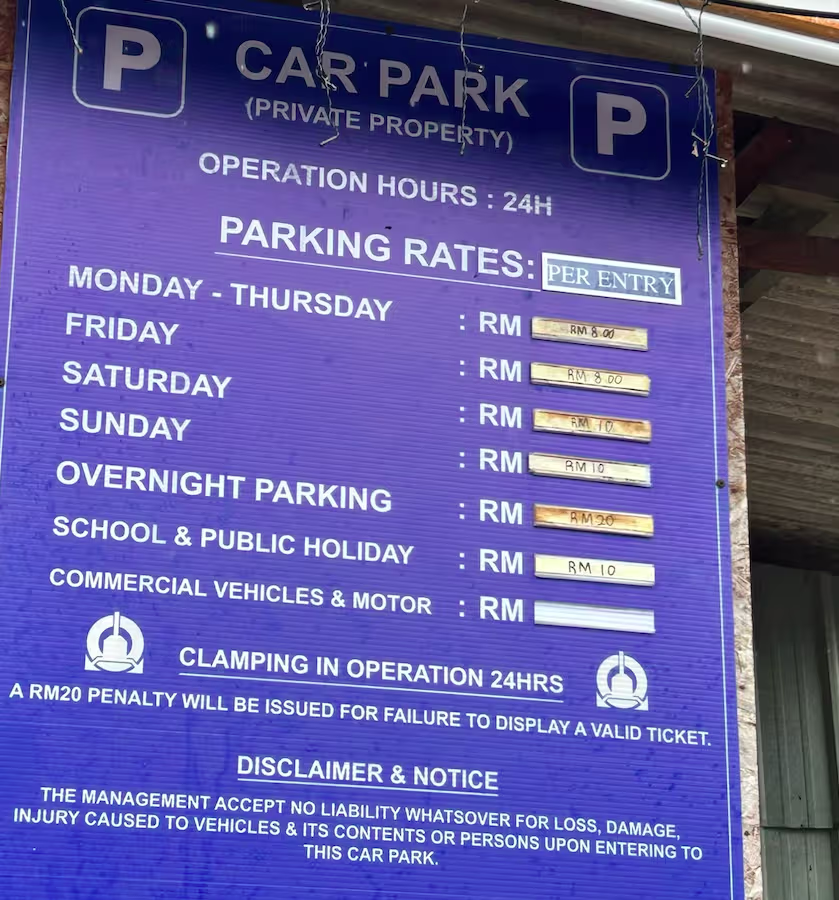 P CAR PARK P
(PRIVATE PROPERTY)
OPERATION HOURS : 24H
PARKING RATES: PER ENTRY
MONDAY - THURSDAY : RM RM 8.00
FRIDAY : RM RM 8.00
SATURDAY : RM RM 10
SUNDAY : RM RM 10
OVERNIGHT PARKING : RM RM20
SCHOOL & PUBLIC HOLIDAY : RM RM 10
COMMERCIAL VEHICLES & MOTOR : RM
CLAMPING IN OPERATION 24HRS
A RM20 PENALTY WILL BE ISSUED FOR FAILURE TO DISPLAY A VALID TICKET.
DISCLAIMER & NOTICE
THE MANAGEMENT ACCEPT NO LIABILITY WHATSOVER FOR LOSS, DAMAGE,
INJURY CAUSED TO VEHICLES & ITS CONTENTS OR PERSONS UPON ENTERING TO
THIS CAR PARK.